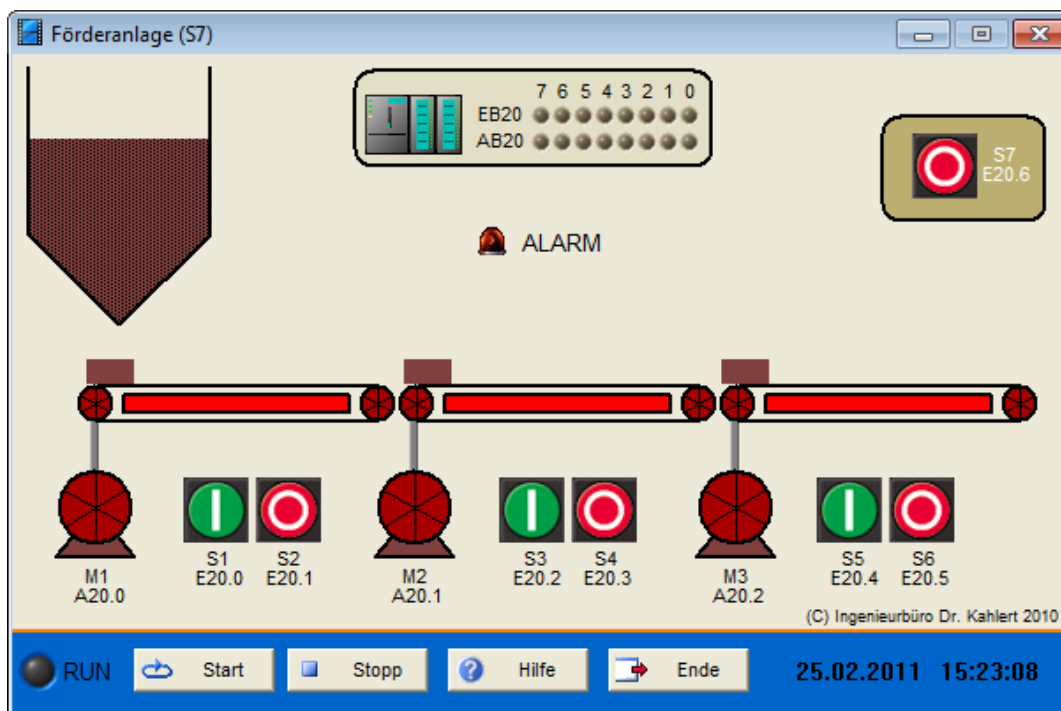 Förderanlage (S7)
7 6 5 4 3 2 1 0
EB20
AB20
S7
E20.6
ALARM
M1
A20.0
S1
E20.0
S2
E20.1
M2
A20.1
S3
E20.2
S4
E20.3
M3
A20.2
S5
E20.4
S6
E20.5
(C) Ingenieurbüro Dr. Kahlert 2010
RUN
Start
Stopp
Hilfe
Ende
25.02.2011 15:23:08